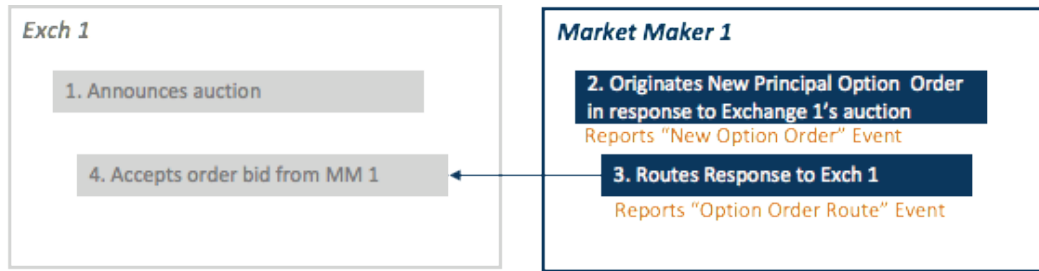 Exch 1
1. Announces auction
4. Accepts order bid from MM 1
Market Maker 1
2. Originates New Principal Option Order
in response to Exchange 1's auction
Reports "New Option Order" Event
3. Routes Response to Exch 1
Reports "Option Order Route" Event